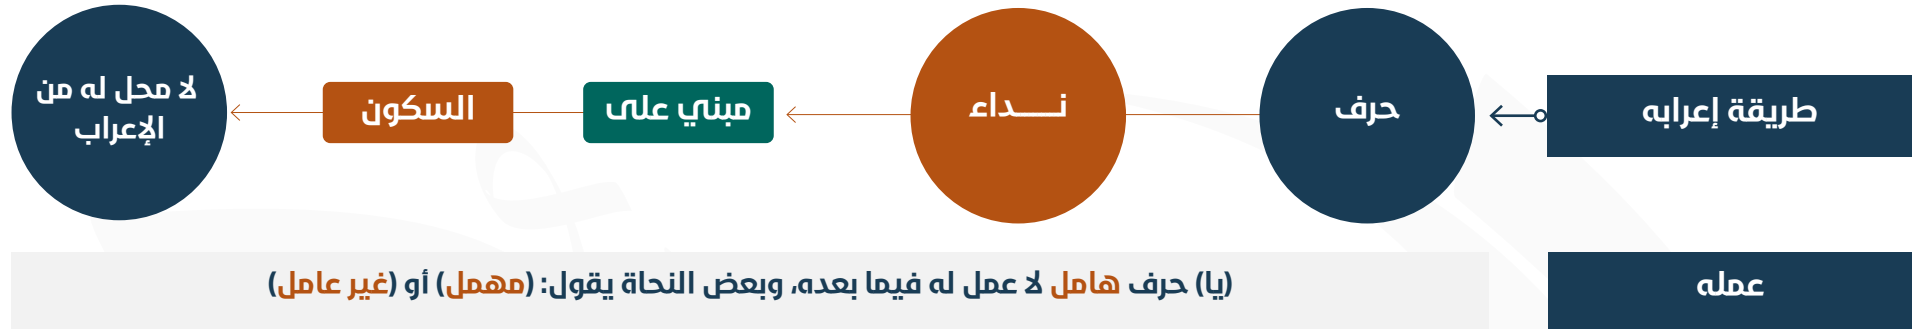 طريقة إعرابه
حرف
نــــداء
مبني على
السكون
لا محل له من
الإعراب
عمله
(يا) حرف هامل لا عمل له فيما بعده، وبعض النحاة يقول: (مهمل) أو (غير عامل)